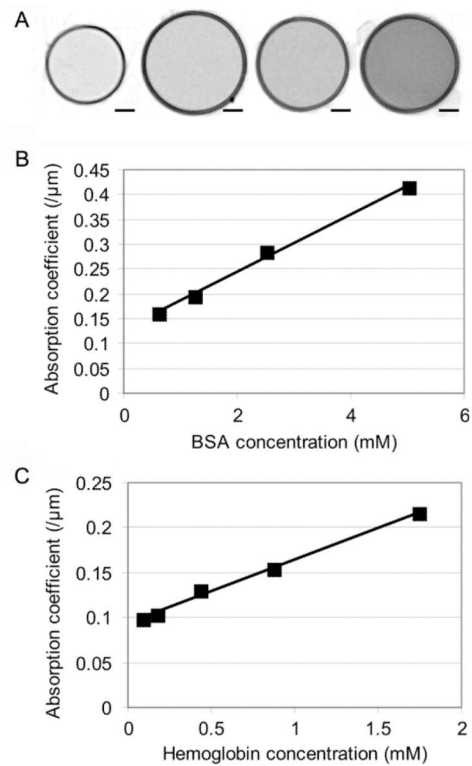 A
B
Absorption coefficient (/µm)
0.45
0.4
0.35
0.3
0.25
0.2
0.15
0.1
0.05
0
0 2 4 6
BSA concentration (mM)
C
Absorption coefficient (/µm)
0.25
0.2
0.15
0.1
0.05
0
0 0.5 1 1.5 2
Hemoglobin concentration (mM)